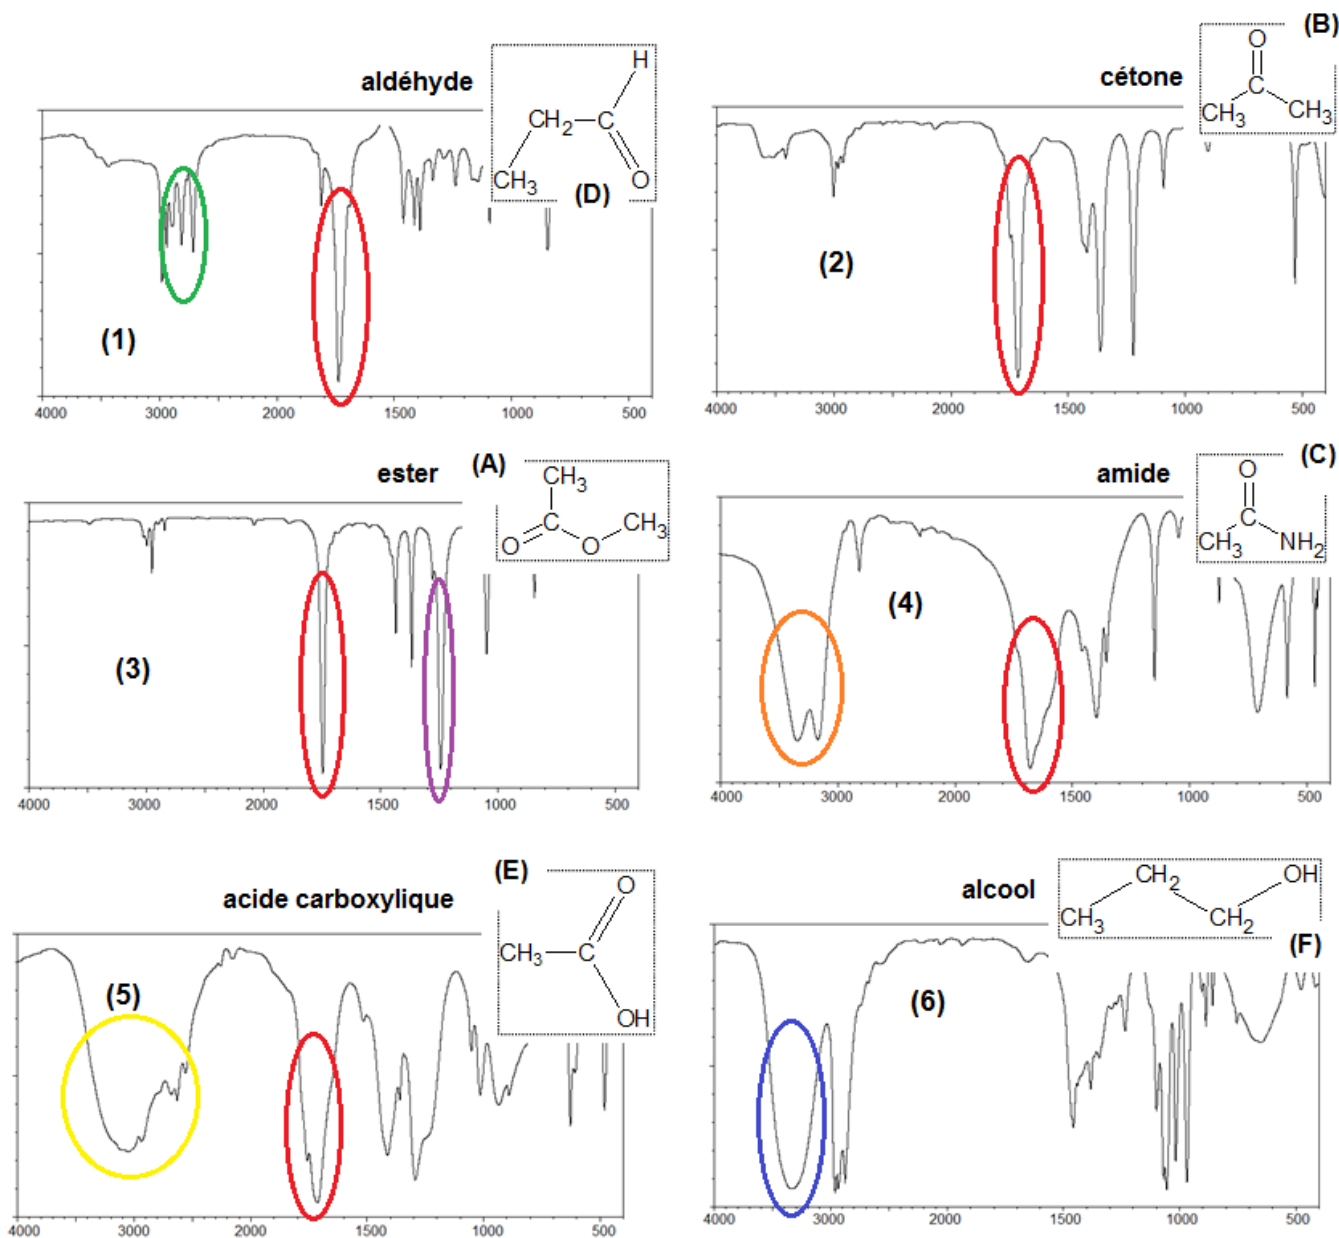 aldéhyde
H
CH2
C
CH3
O
(D)
(1)
4000 3000 2000 1500 1000 500
(B)
cétone
O
C
CH3
CH3
(2)
4000 3000 2000 1500 1000 500
ester
(A)
CH3
C
O
O
CH3
(3)
4000 3000 2000 1500 1000 500
(C)
amide
O
C
CH3
NH2
(4)
4000 3000 2000 1500 1000 500
(E)
acide carboxylique
O
CH3
C
OH
(5)
4000 3000 2000 1500 1000 500
alcool
CH2
OH
CH3
CH2
(F)
(6)
4000 3000 2000 1500 1000 500